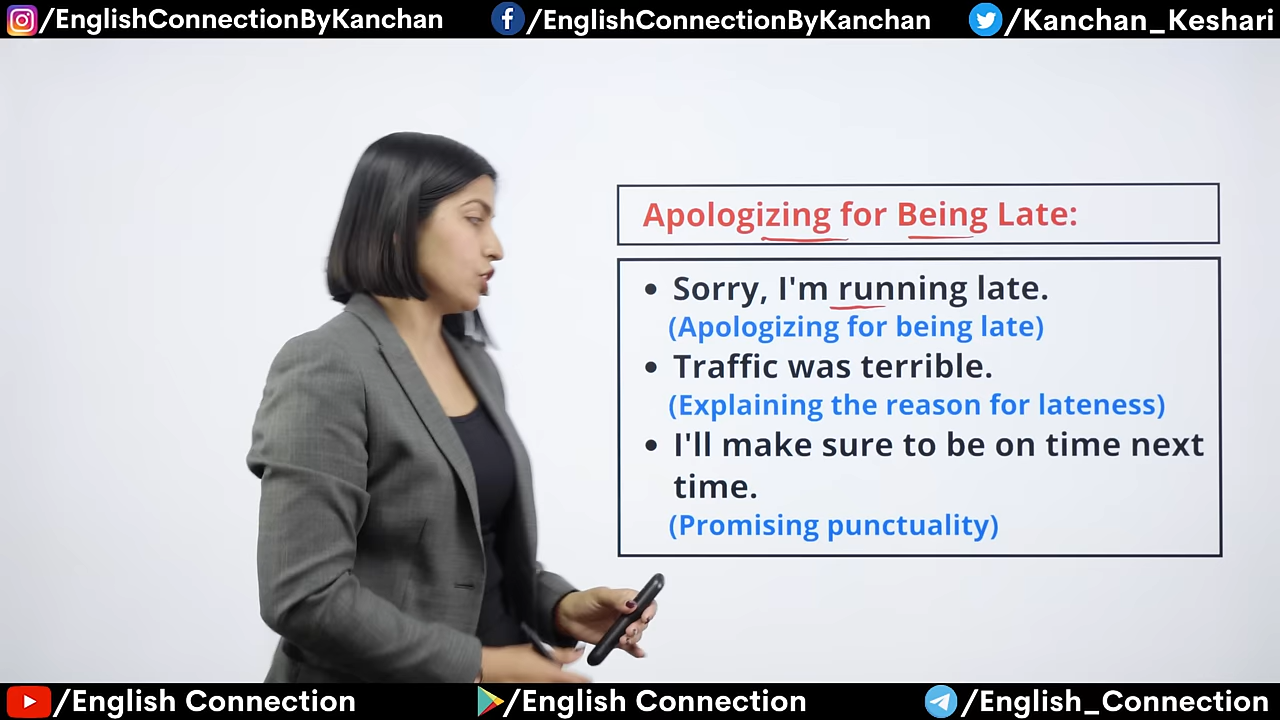 /EnglishConnectionByKanchan /EnglishConnectionByKanchan /Kanchan_Keshari
Apologizing for Being Late:
• Sorry, I'm running late.
(Apologizing for being late)
• Traffic was terrible.
(Explaining the reason for lateness)
• I'll make sure to be on time next
time.
(Promising punctuality)
/English Connection /English Connection /English_Connection